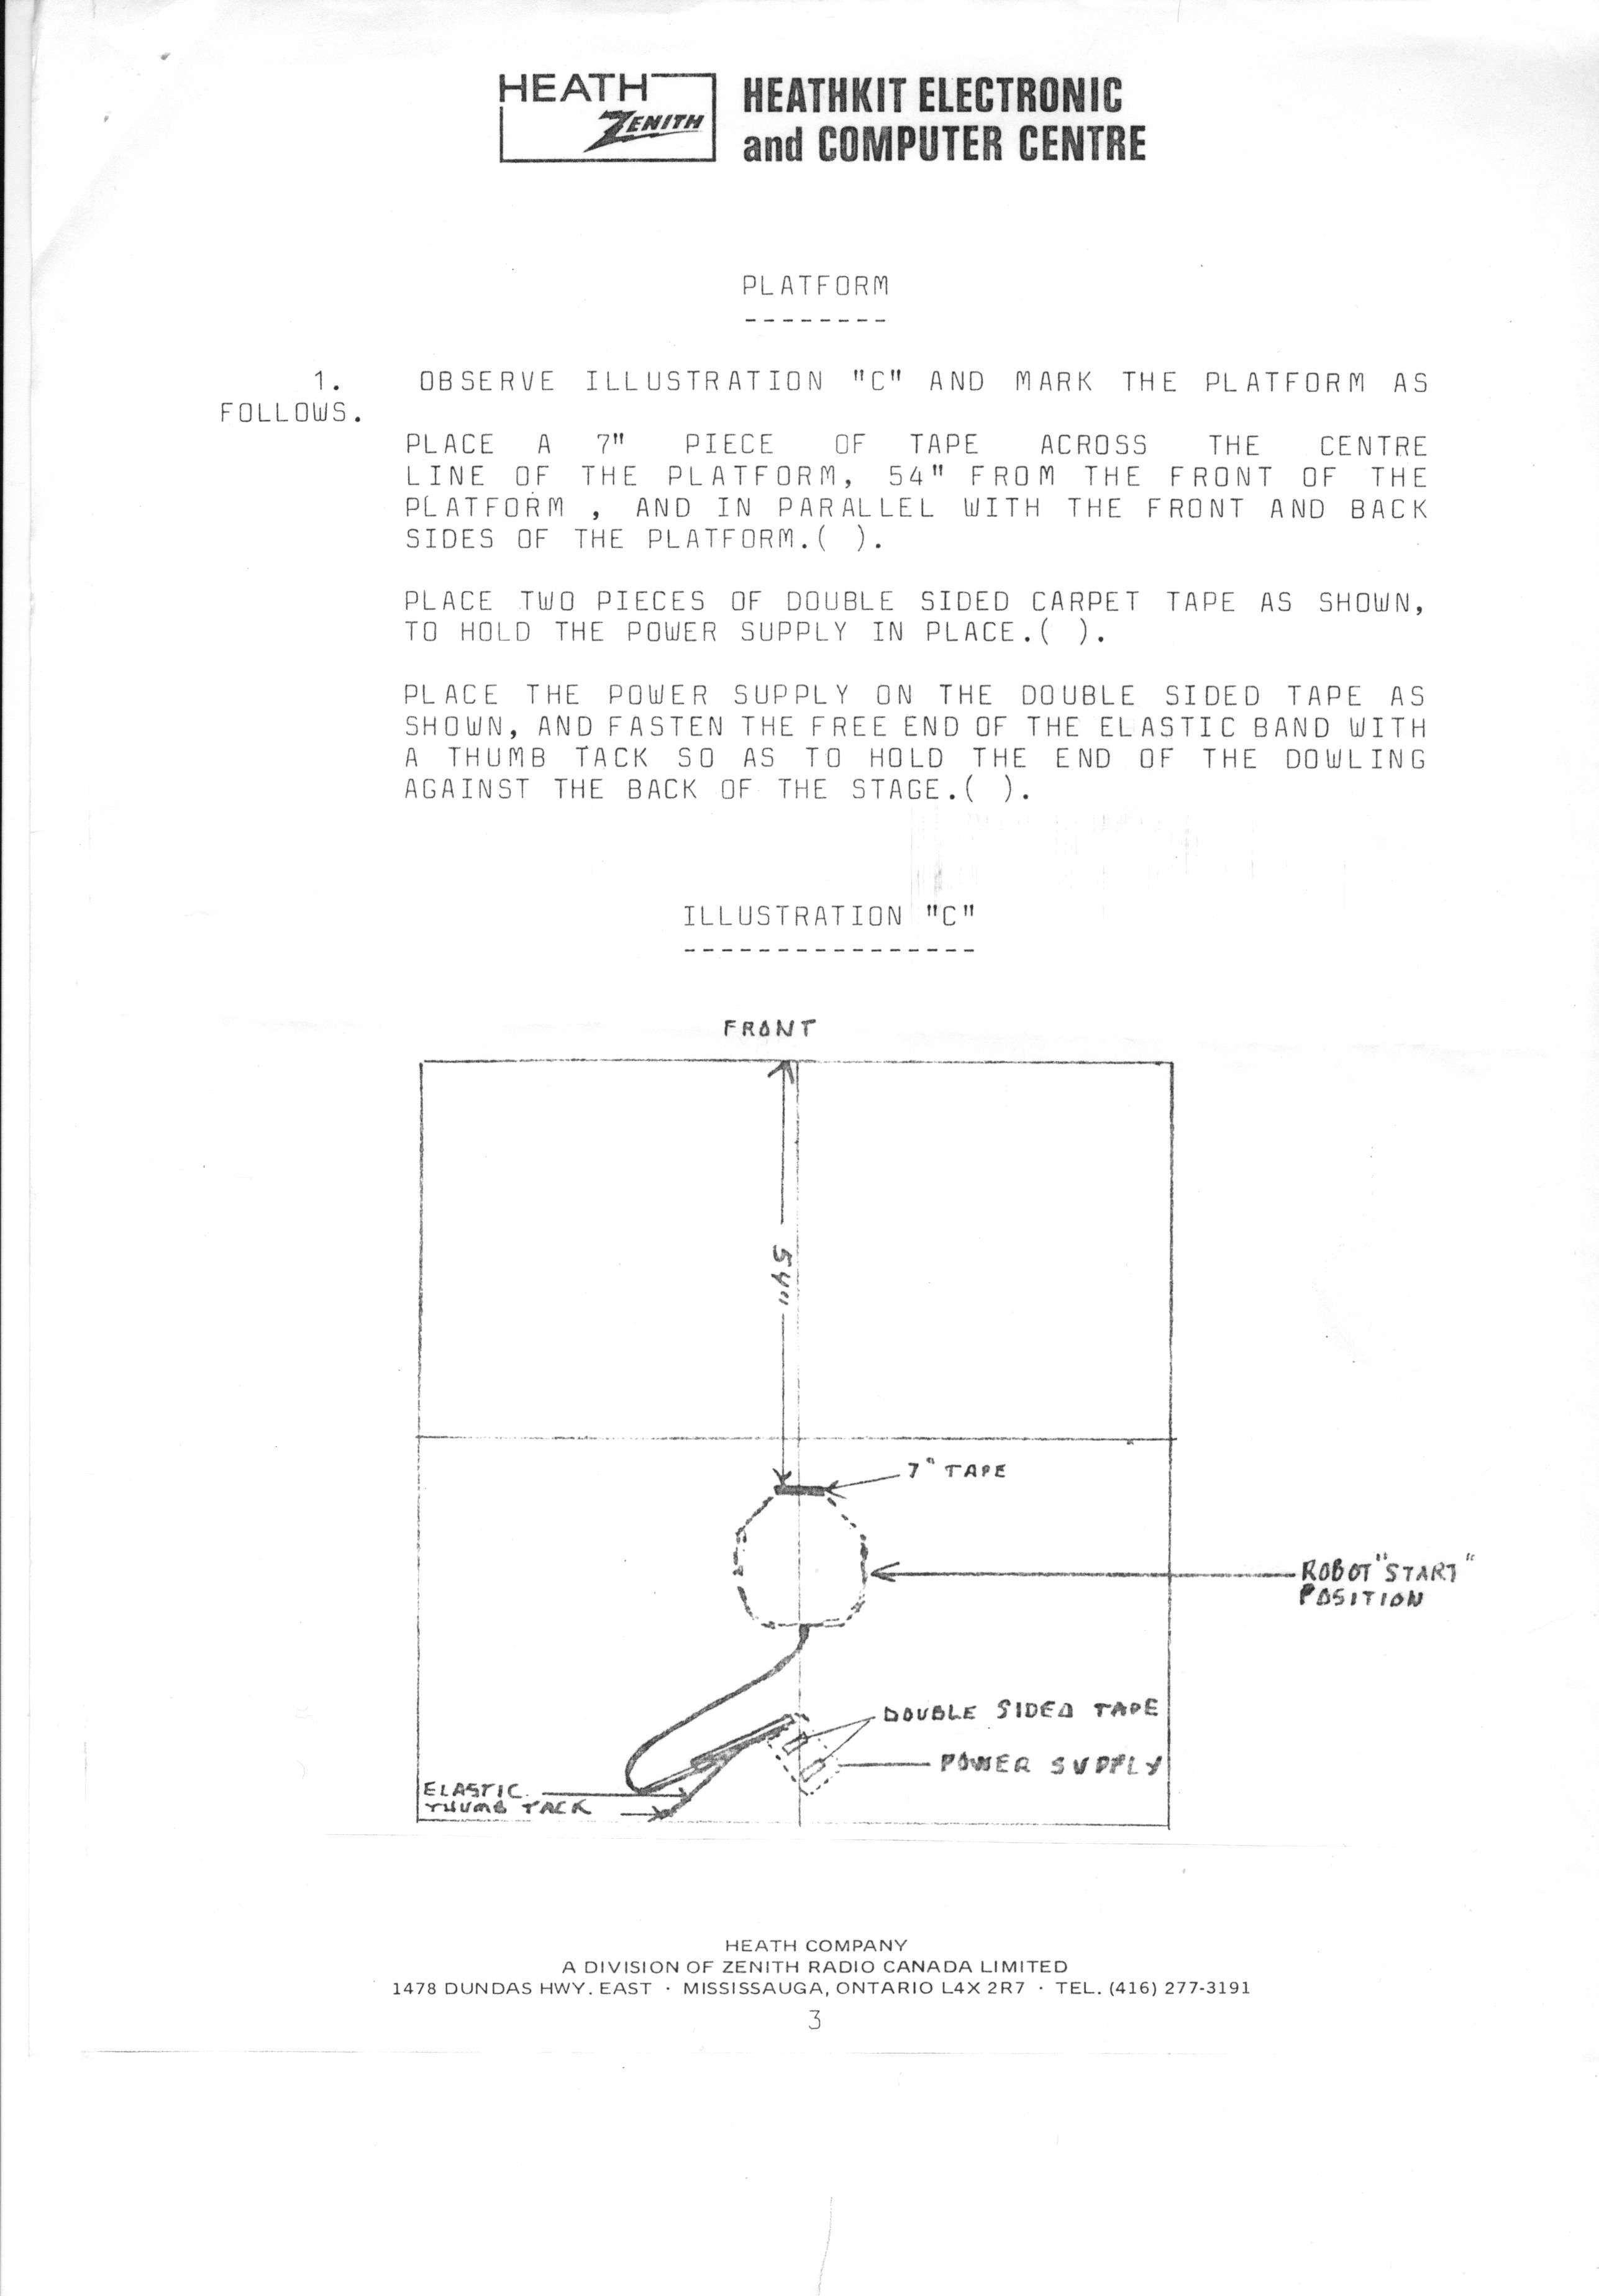 HEATH
ZENITH
HEATHKIT ELECTRONIC
and COMPUTER CENTRE
PLATFORM
--------
1. OBSERVE ILLUSTRATION "C" AND MARK THE PLATFORM AS
FOLLOWS.
PLACE A 7" PIECE OF TAPE ACROSS THE CENTRE
LINE OF THE PLATFORM, 54" FROM THE FRONT OF THE
PLATFORM , AND IN PARALLEL WITH THE FRONT AND BACK
SIDES OF THE PLATFORM.( ).
PLACE TWO PIECES OF DOUBLE SIDED CARPET TAPE AS SHOWN,
TO HOLD THE POWER SUPPLY IN PLACE.( ).
PLACE THE POWER SUPPLY ON THE DOUBLE SIDED TAPE AS
SHOWN, AND FASTEN THE FREE END OF THE ELASTIC BAND WITH
A THUMB TACK SO AS TO HOLD THE END OF THE DOWLING
AGAINST THE BACK OF THE STAGE.( ).
ILLUSTRATION "C"
----------------
FRONT
54"
7" TAPE
ROBOT "START"
POSITION
DOUBLE SIDED TAPE
POWER SUPPLY
ELASTIC
THUMB TACK
HEATH COMPANY
A DIVISION OF ZENITH RADIO CANADA LIMITED
1478 DUNDAS HWY. EAST · MISSISSAUGA, ONTARIO L4X 2R7 · TEL. (416) 277-3191
3